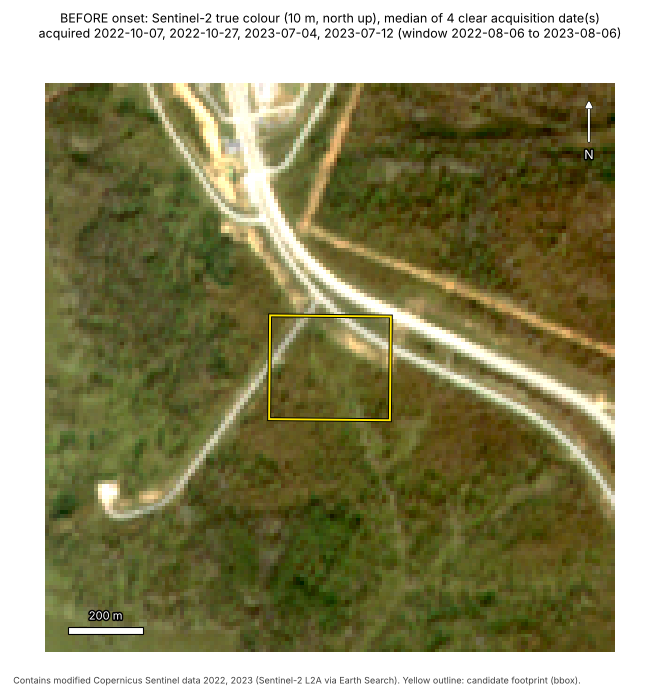 BEFORE onset: Sentinel-2 true colour (10 m, north up), median of 4 clear acquisition date(s)
acquired 2022-10-07, 2022-10-27, 2023-07-04, 2023-07-12 (window 2022-08-06 to 2023-08-06)
N
200 m
Contains modified Copernicus Sentinel data 2022, 2023 (Sentinel-2 L2A via Earth Search). Yellow outline: candidate footprint (bbox).